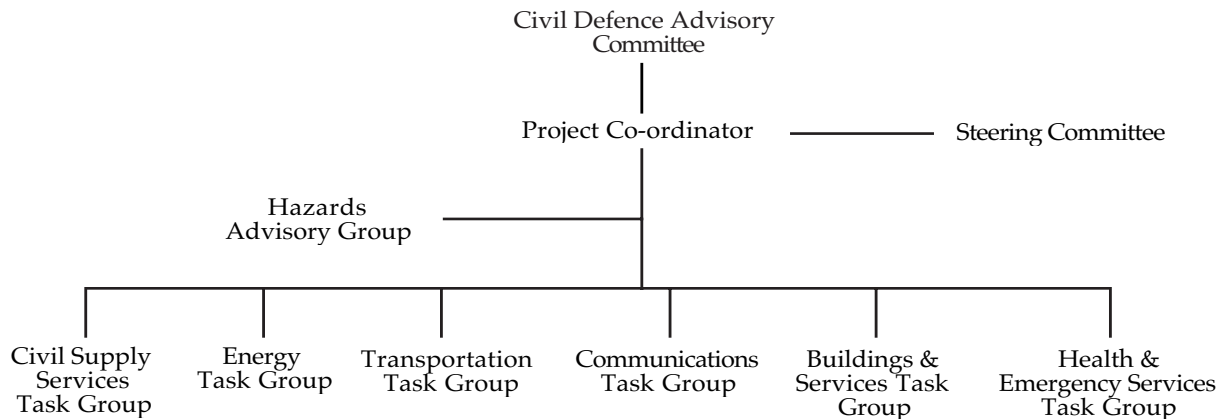 Civil Defence Advisory
Committee
Project Co-ordinator
Steering Committee
Hazards
Advisory Group
Civil Supply
Services
Task Group
Energy
Task Group
Transportation
Task Group
Communications
Task Group
Buildings &
Services Task
Group
Health &
Emergency Services
Task Group